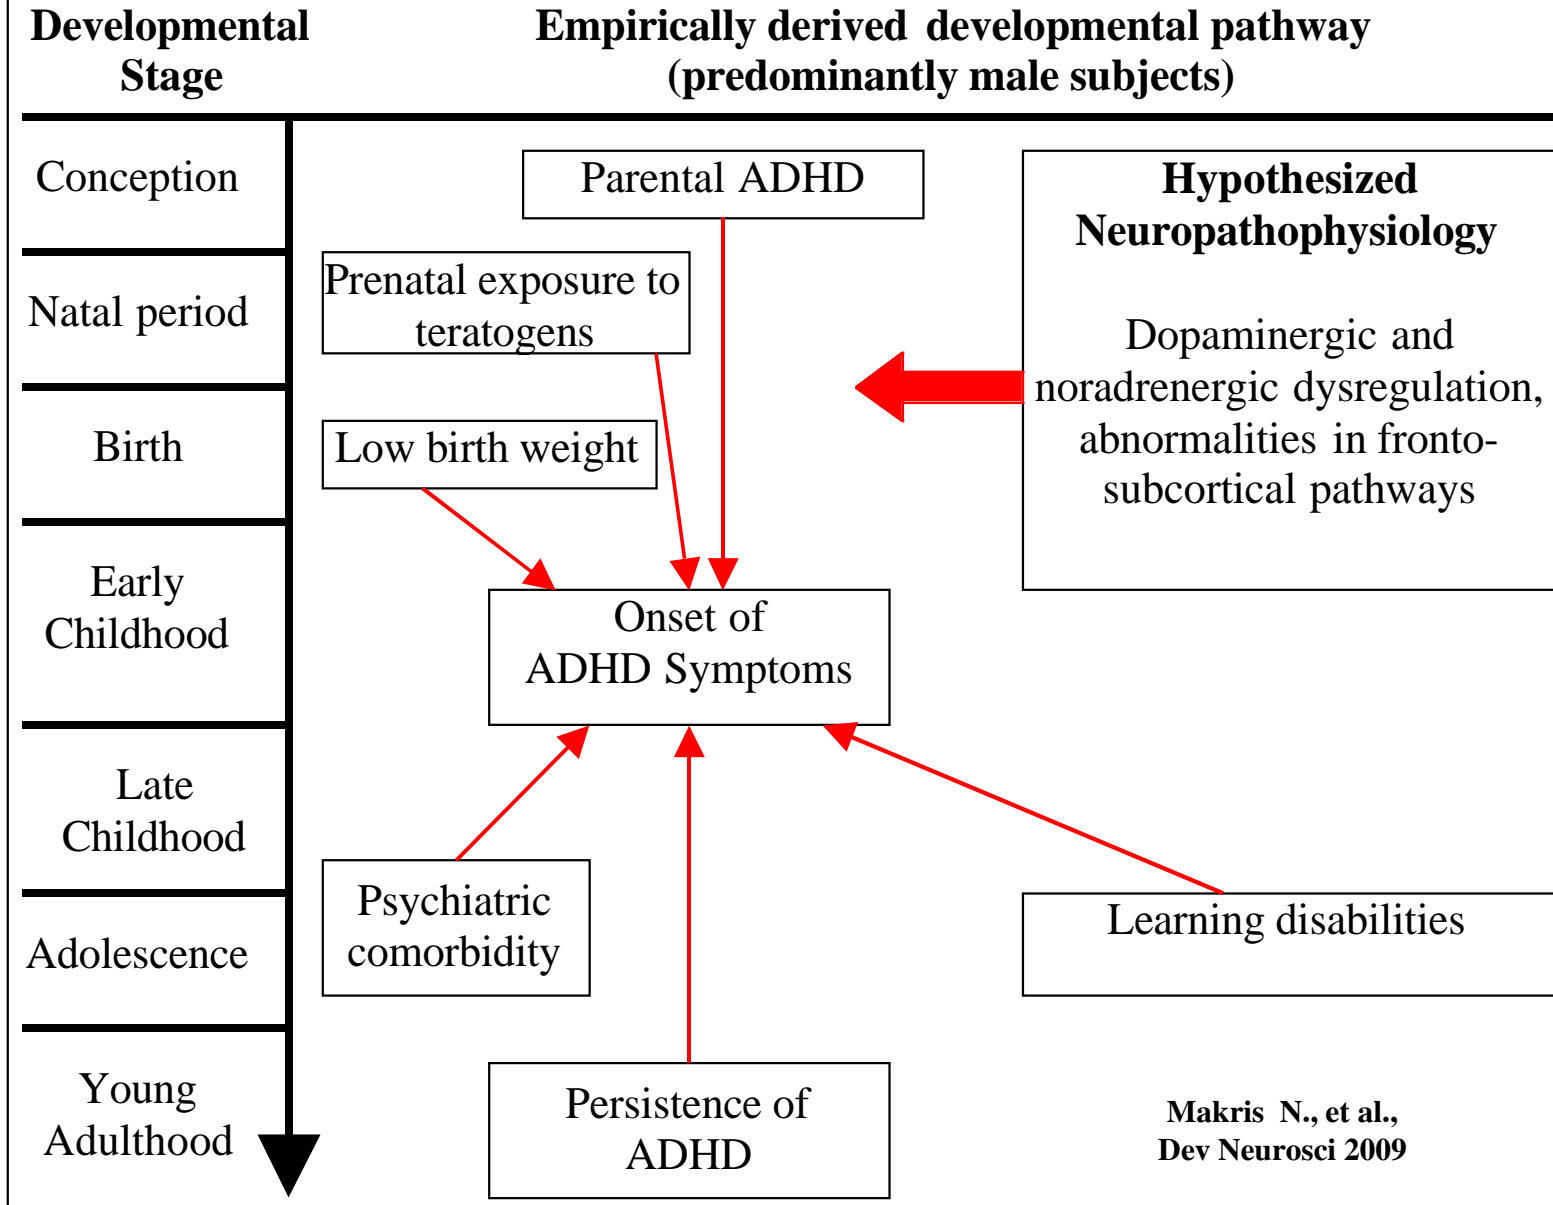 Developmental
Stage
Empirically derived developmental pathway
(predominantly male subjects)
Conception
Natal period
Birth
Early
Childhood
Late
Childhood
Adolescence
Young
Adulthood
Parental ADHD
Prenatal exposure to
teratogens
Low birth weight
Hypothesized
Neuropathophysiology
Dopaminergic and
noradrenergic dysregulation,
abnormalities in fronto-
subcortical pathways
Onset of
ADHD Symptoms
Psychiatric
comorbidity
Learning disabilities
Persistence of
ADHD
Makris N., et al.,
Dev Neurosci 2009